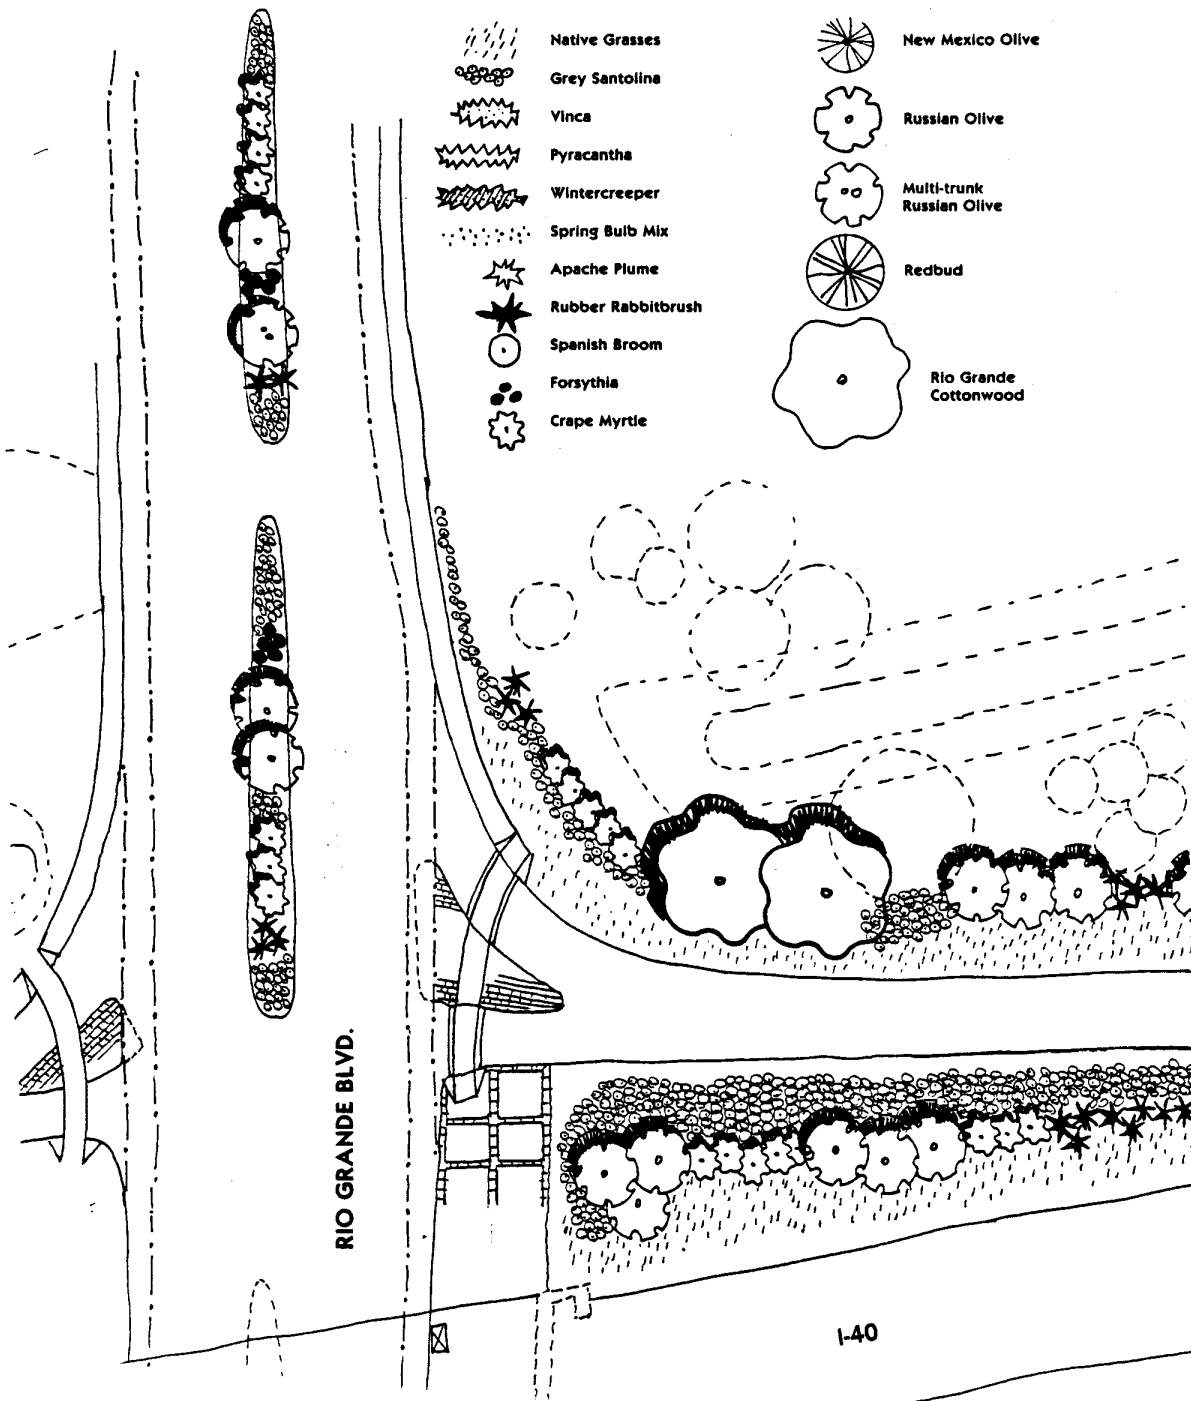 Native Grasses
Grey Santolina
Vinca
Pyracantha
Wintercreeper
Spring Bulb Mix
Apache Plume
Rubber Rabbitbrush
Spanish Broom
Forsythia
Crape Myrtle
New Mexico Olive
Russian Olive
Multi-trunk
Russian Olive
Redbud
Rio Grande
Cottonwood
RIO GRANDE BLVD.
I-40